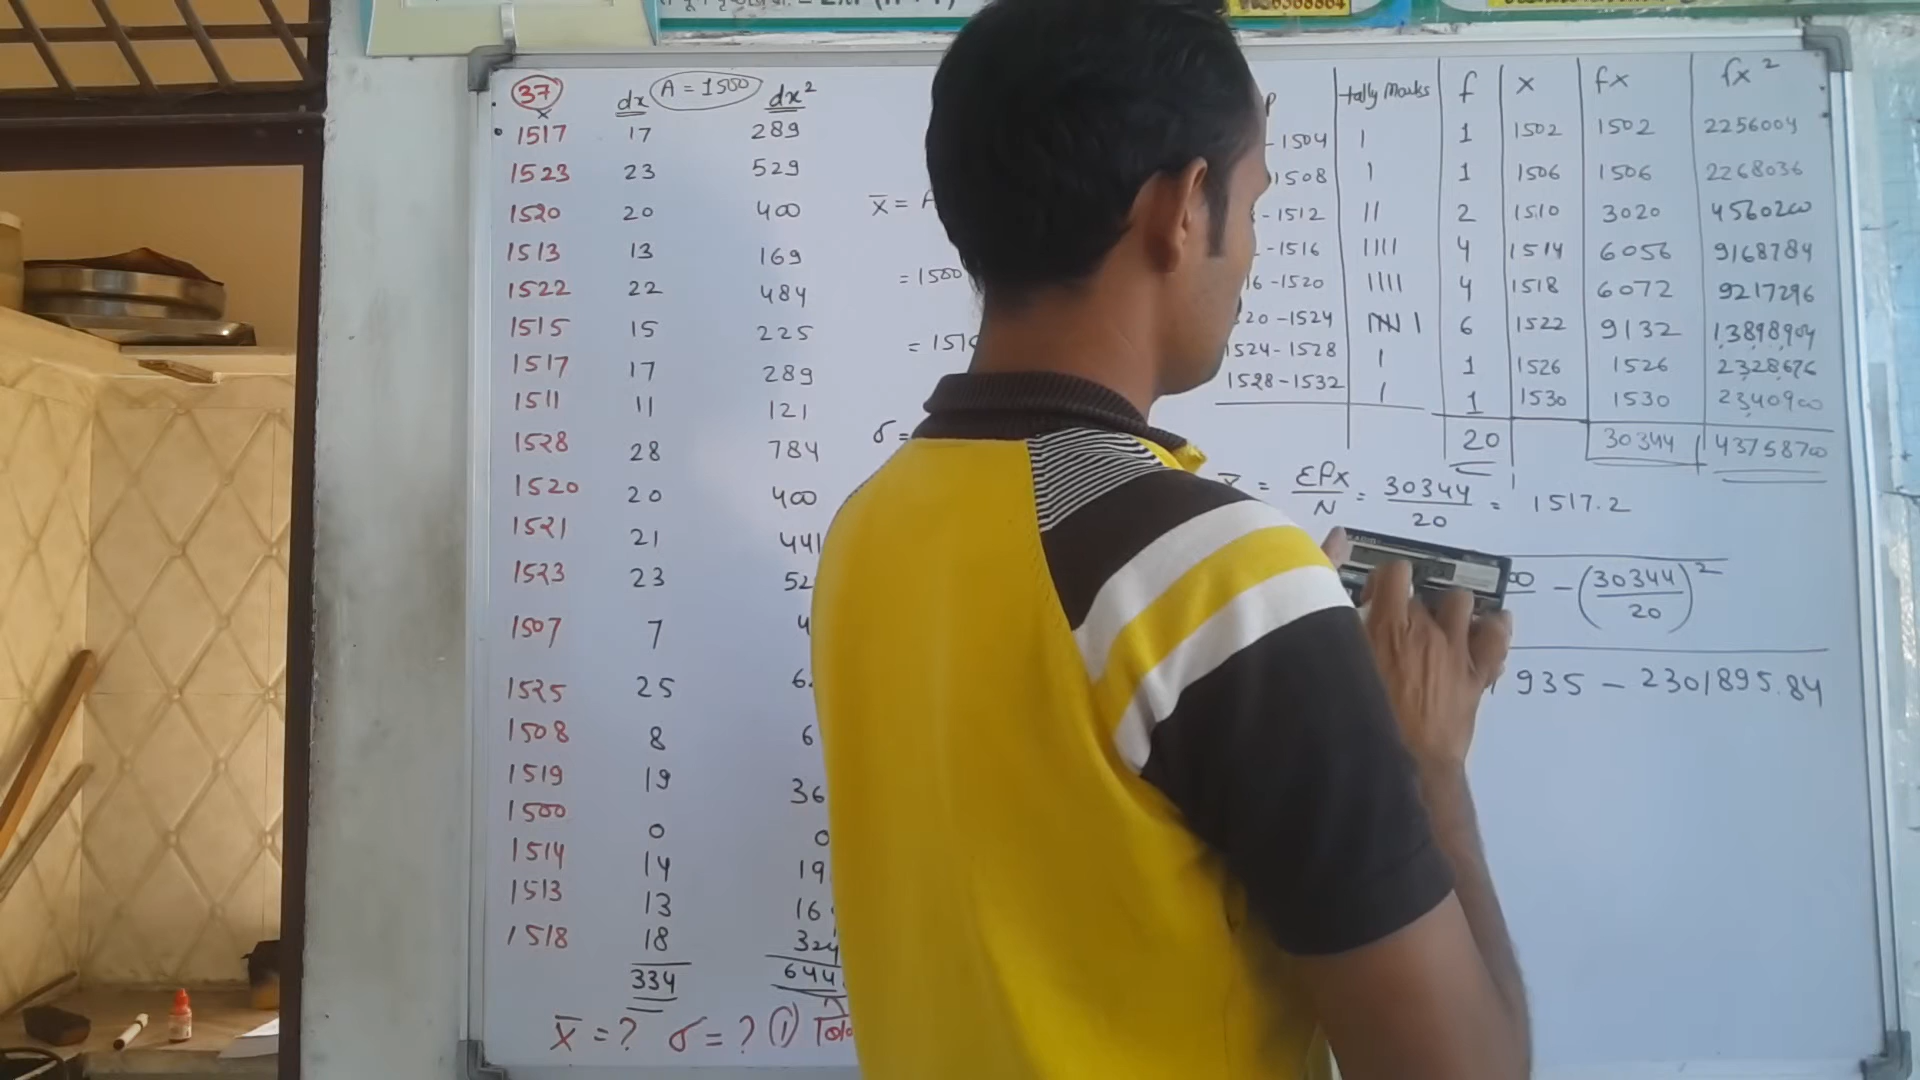 37 A = 1500
x dx dx²
1517 17 289
1523 23 529
1520 20 400
1513 13 169
1522 22 484
1515 15 225
1517 17 289
1511 11 121
1528 28 784
1520 20 400
1521 21 441
1523 23 52
1507 7 4
1525 25 6
1508 8 6
1519 19 36
1500 0 0
1514 14 19
1513 13 16
1518 18 324
334 644
x̄ = ? σ = ? (1)
x̄ = A
= 1500
= 151
σ =
tally Marks f x fx fx²
-1504 | 1 1502 1502 2256004
1508 | 1 1506 1506 2268036
-1512 || 2 1510 3020 4560200
-1516 |||| 4 1514 6056 9168784
16-1520 |||| 4 1518 6072 9217296
20-1524 6 1522 9132 13898904
1524-1528 | 1 1526 1526 2328676
1528-1532 | 1 1530 1530 2340900
20 30344 43758700
= Σfx/N = 30344/20 = 1517.2
00 - (30344/20)²
935 - 2301895.84